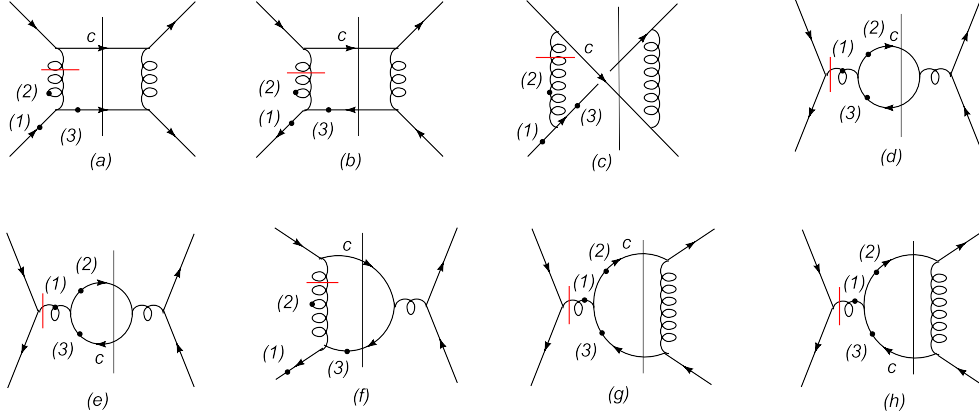 c c c (2) c
(1)
(2) (2) (2)
(1) (3) (1) (3) (1) (3) (3)
(a) (b) (c) (d)
(2) c (2) c (2)
(1) (1) (1)
(2)
(3) (1) (3) (3)
c (3) c
(e) (f) (g) (h)